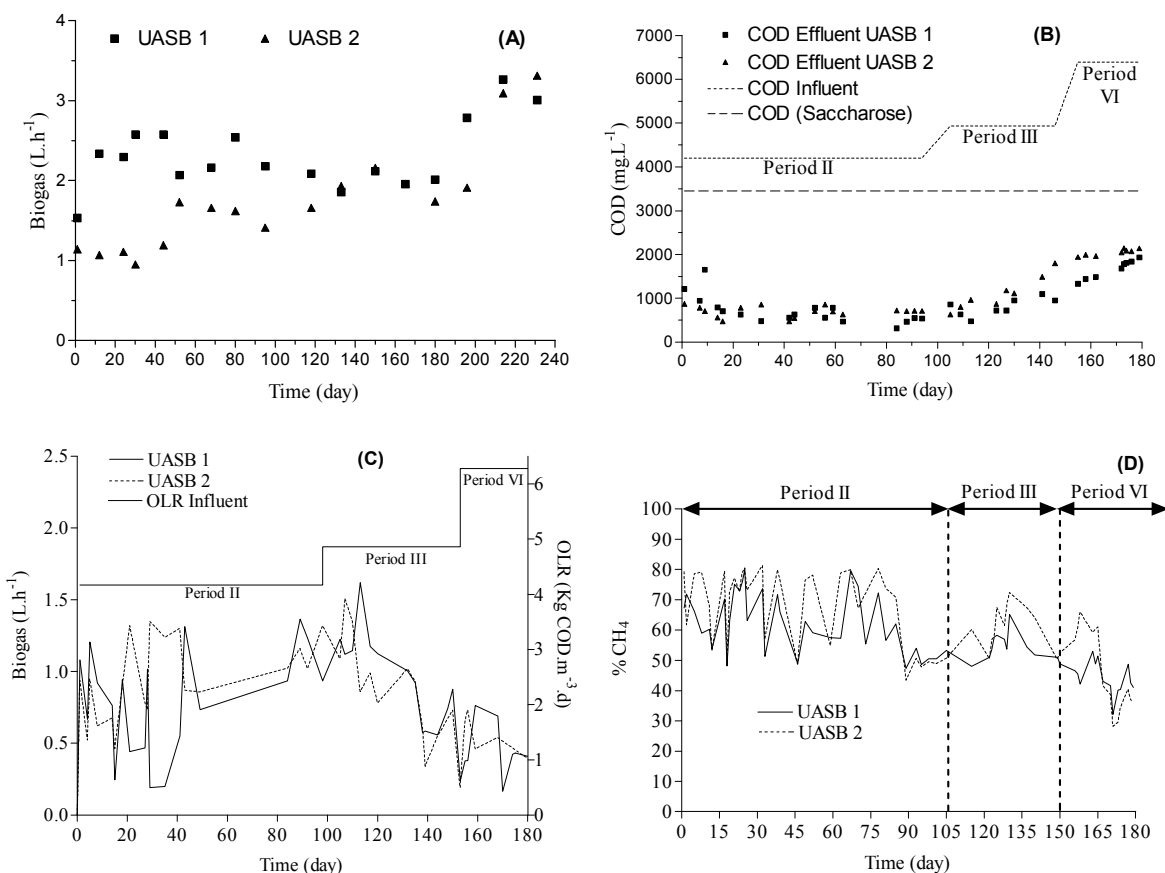 (A)
UASB 1
UASB 2
4
3
2
1
0
Biogas (L.h-1)
0 20 40 60 80 100 120 140 160 180 200 220 240
Time (day)
(B)
COD Effluent UASB 1
COD Effluent UASB 2
COD Influent
COD (Saccharose)
7000
6000
5000
4000
3000
2000
1000
0
COD (mg.L-1)
Period II
Period III
Period
VI
0 20 40 60 80 100 120 140 160 180
Time (day)
(C)
UASB 1
UASB 2
OLR Influent
2.5
2.0
1.5
1.0
0.5
0.0
Biogas (L.h-1)
Period II
Period III
Period VI
6
5
4
3
2
1
0
OLR (Kg COD.m-3.d)
0 20 40 60 80 100 120 140 160 180
Time (day)
(D)
Period II
Period III
Period VI
100
90
80
70
60
50
40
30
20
10
0
% CH4
UASB 1
UASB 2
0 15 30 45 60 75 90 105 120 135 150 165 180
Time (day)